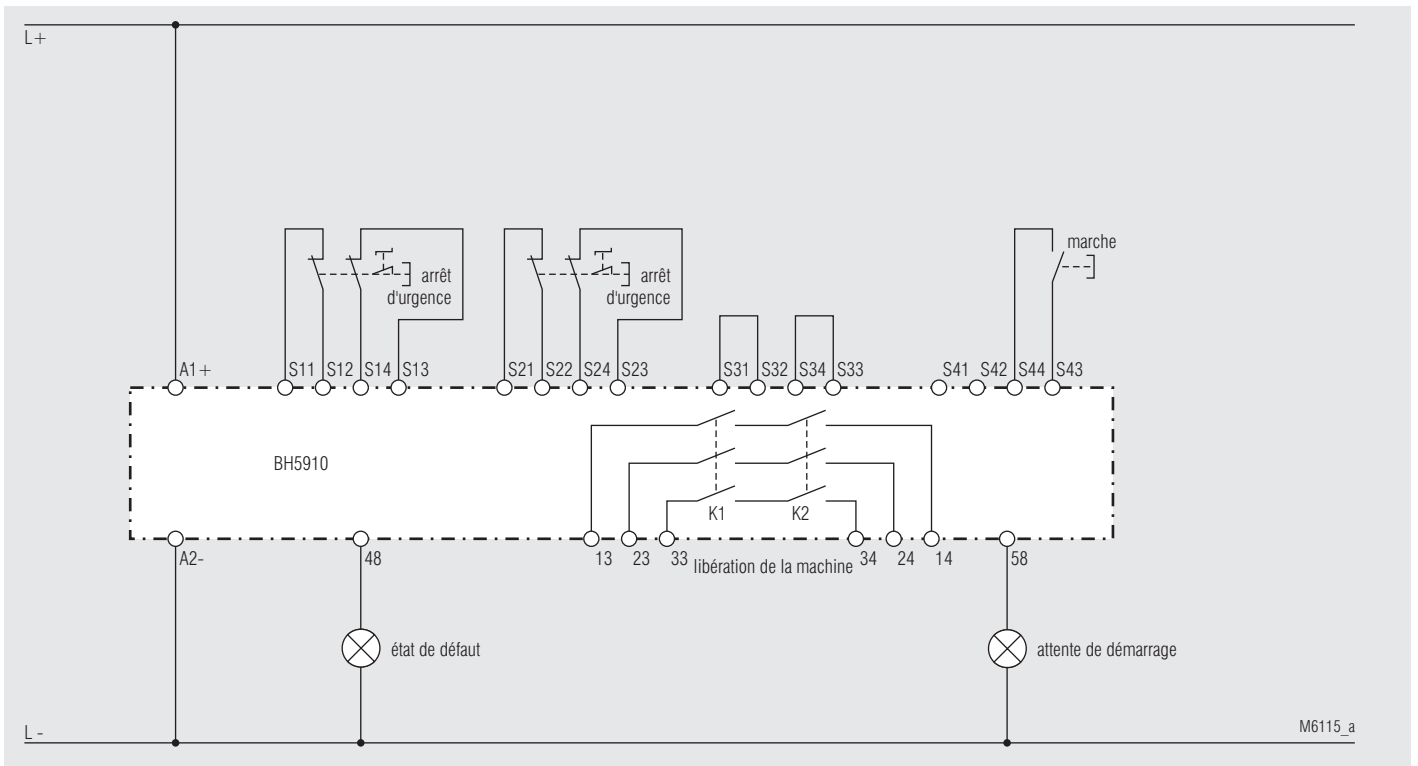 L+
marche
arrêt
d'urgence
arrêt
d'urgence
A1+
S11
S12
S14
S13
S21
S22
S24
S23
S31
S32
S34
S33
S41
S42
S44
S43
BH5910
K1
K2
A2-
48
13
23
33
libération de la machine
34
24
14
58
état de défaut
attente de démarrage
L -
M6115_a